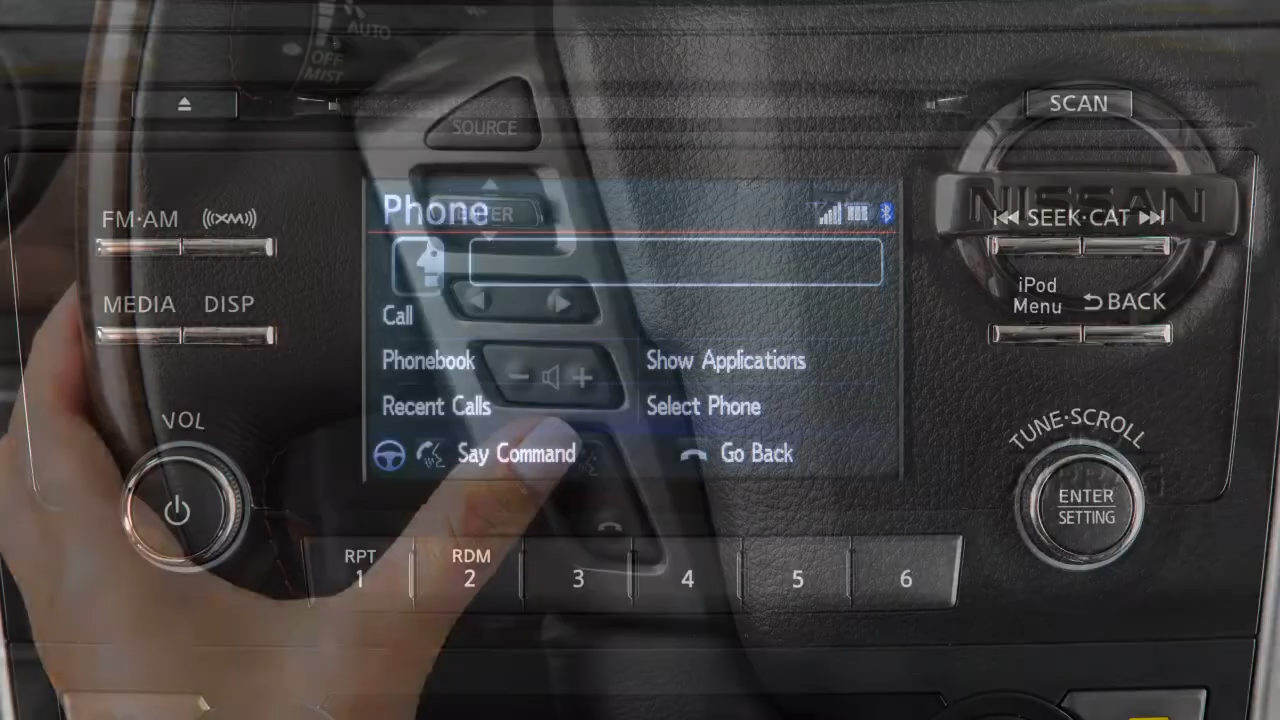 AUTO
OFF
MIST
SOURCE
SCAN
FM·AM
XM
Phone
ENTER
NISSAN
SEEK·CAT
MEDIA DISP
iPod
Menu
BACK
Call
Phonebook
Show Applications
Recent Calls
Select Phone
VOL
TUNE·SCROLL
Say Command
Go Back
ENTER
SETTING
RPT
1
RDM
2
3
4
5
6